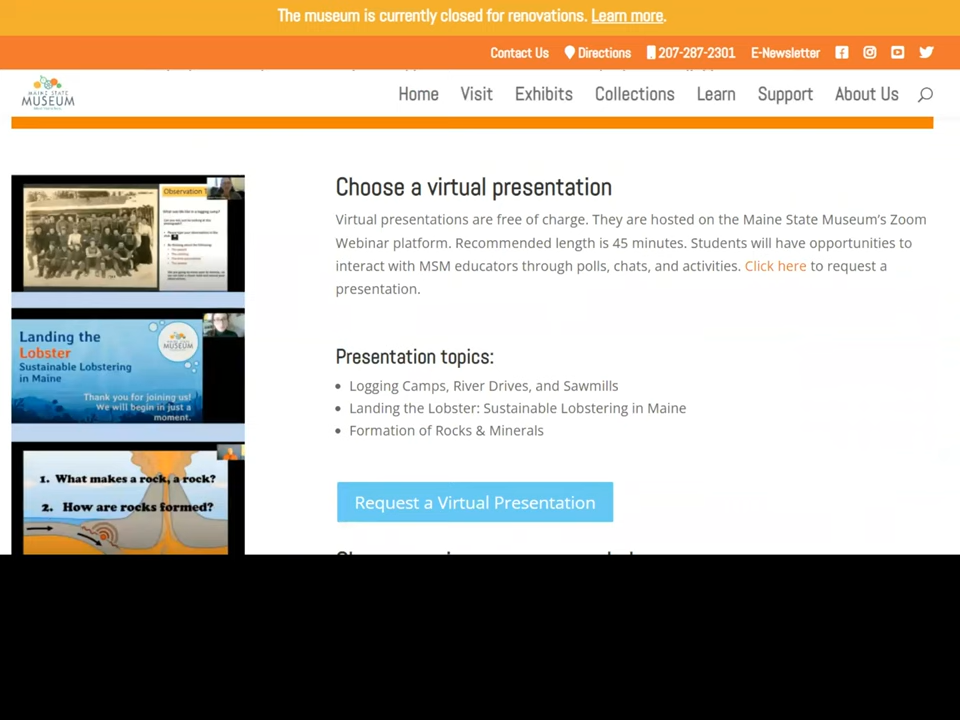 The museum is currently closed for renovations. Learn more.
Contact Us Directions 207-287-2301 E-Newsletter
MAINE STATE
MUSEUM
Home Visit Exhibits Collections Learn Support About Us
Choose a virtual presentation
Virtual presentations are free of charge. They are hosted on the Maine State Museum’s Zoom
Webinar platform. Recommended length is 45 minutes. Students will have opportunities to
interact with MSM educators through polls, chats, and activities. Click here to request a
presentation.
Presentation topics:
Logging Camps, River Drives, and Sawmills
Landing the Lobster: Sustainable Lobstering in Maine
Formation of Rocks & Minerals
Request a Virtual Presentation
Landing the
Lobster
Sustainable Lobstering
in Maine
MUSEUM
Thank you for joining us!
We will begin in just a
moment.
1. What makes a rock, a rock?
2. How are rocks formed?